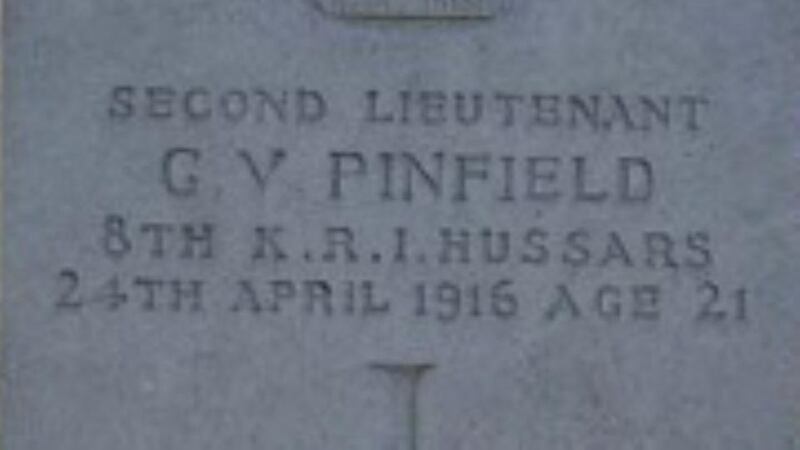 SECOND LIEUTENANT
G V PINFIELD
8TH K.R.I.HUSSARS
24TH APRIL 1916 AGE 21